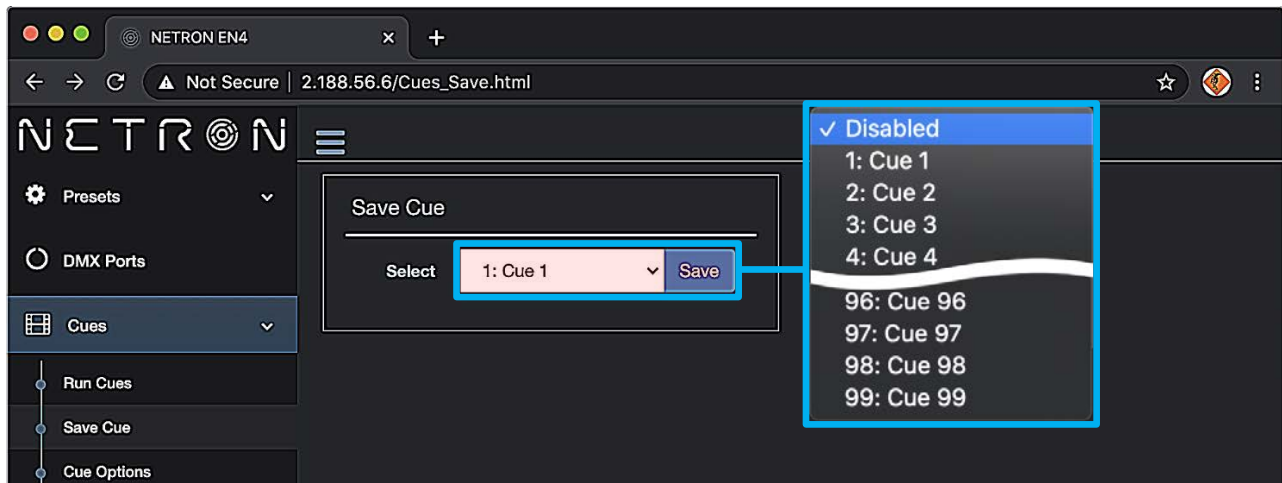 NETRON EN4
Not Secure | 2.188.56.6/Cues_Save.html
NETRON
Presets
DMX Ports
Cues
Run Cues
Save Cue
Cue Options
Save Cue
Select 1: Cue 1 Save
✓ Disabled
1: Cue 1
2: Cue 2
3: Cue 3
4: Cue 4
96: Cue 96
97: Cue 97
98: Cue 98
99: Cue 99